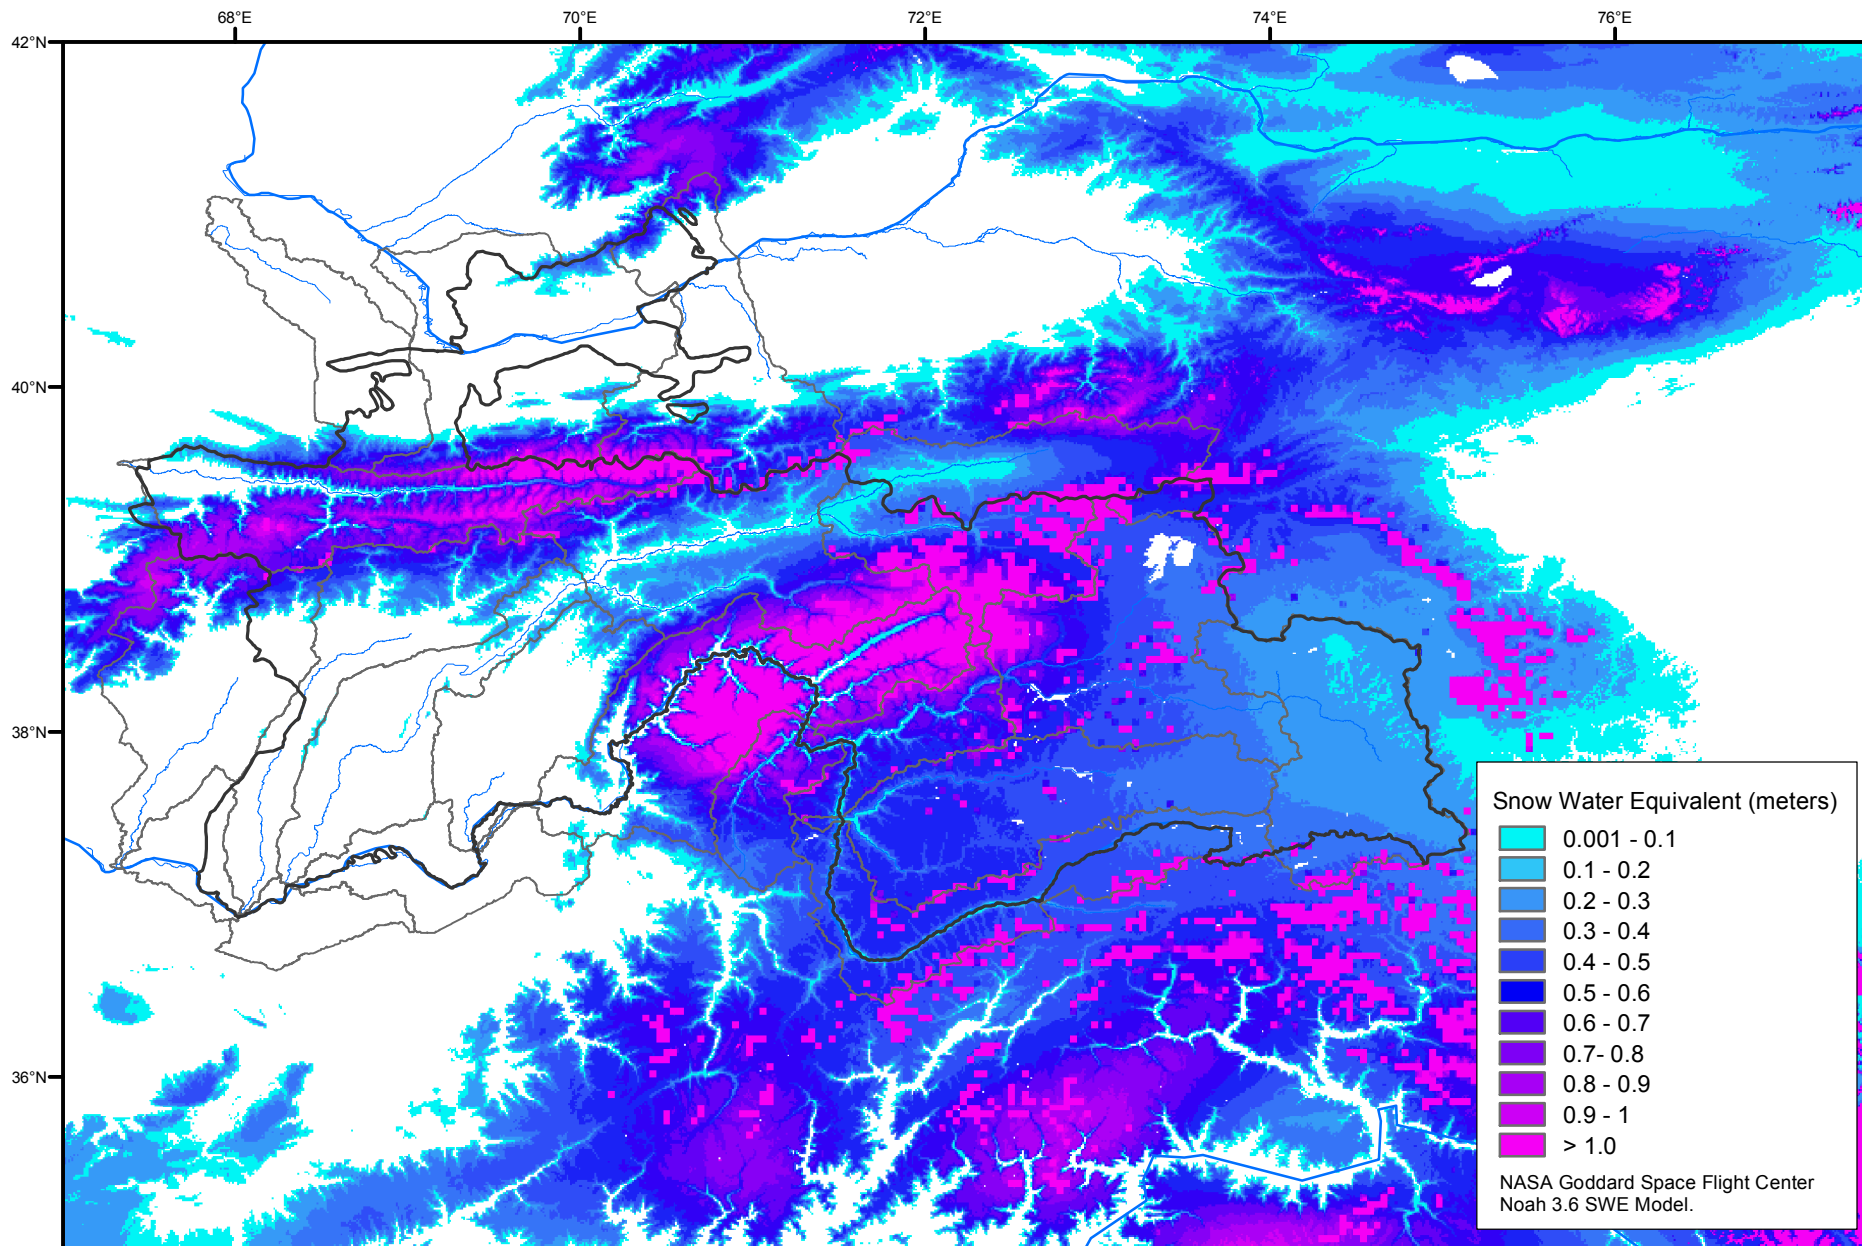 68°E 70°E 72°E 74°E 76°E
42°N
40°N
38°N
36°N
Snow Water Equivalent (meters)
0.001 - 0.1
0.1 - 0.2
0.2 - 0.3
0.3 - 0.4
0.4 - 0.5
0.5 - 0.6
0.6 - 0.7
0.7- 0.8
0.8 - 0.9
0.9 - 1
> 1.0
NASA Goddard Space Flight Center
Noah 3.6 SWE Model.